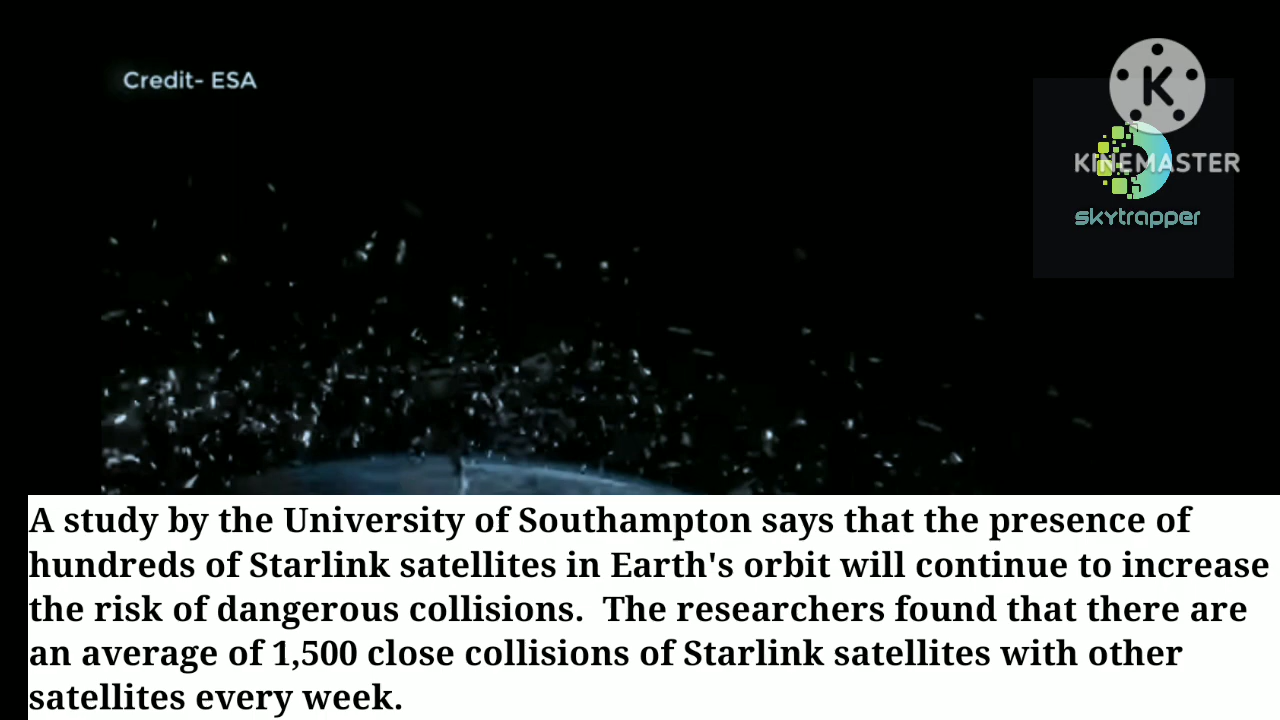 Credit- ESA
K
KINEMASTER
skytrapper
A study by the University of Southampton says that the presence of
hundreds of Starlink satellites in Earth's orbit will continue to increase
the risk of dangerous collisions.  The researchers found that there are
an average of 1,500 close collisions of Starlink satellites with other
satellites every week.